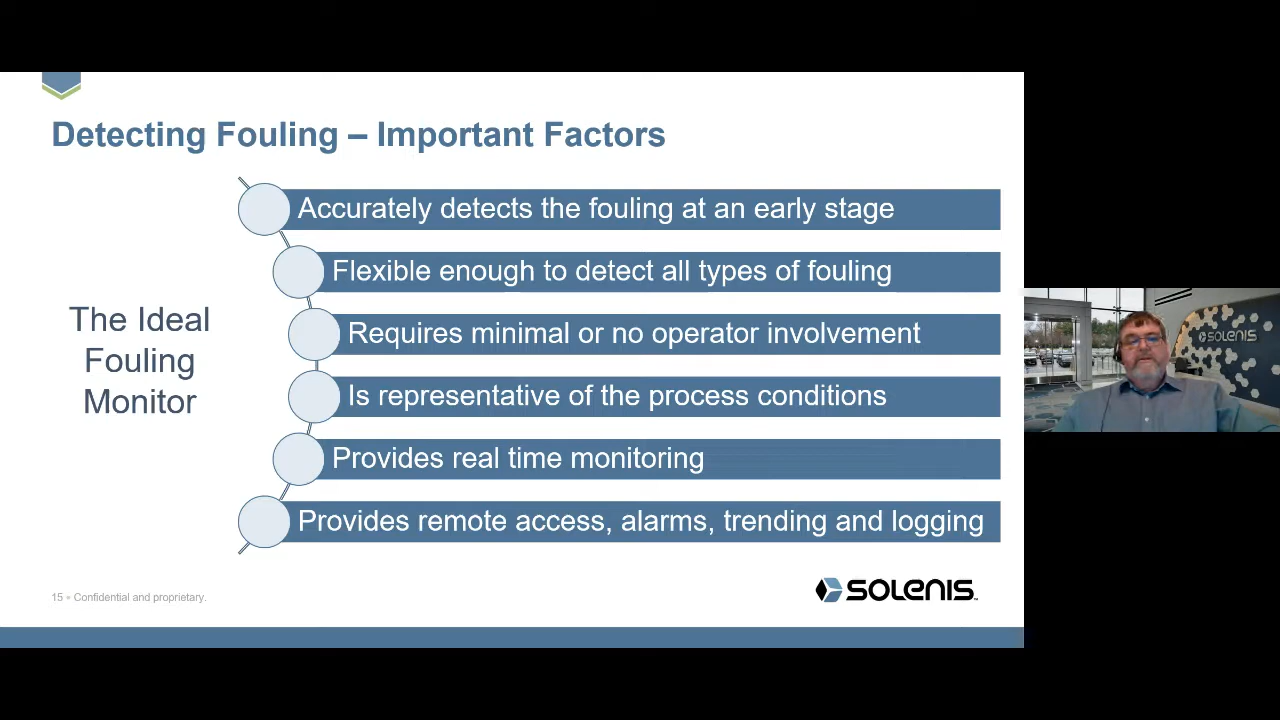 Detecting Fouling – Important Factors
The Ideal
Fouling
Monitor
Accurately detects the fouling at an early stage
Flexible enough to detect all types of fouling
Requires minimal or no operator involvement
Is representative of the process conditions
Provides real time monitoring
Provides remote access, alarms, trending and logging
15 • Confidential and proprietary.
SOLENIS™
SOLENIS